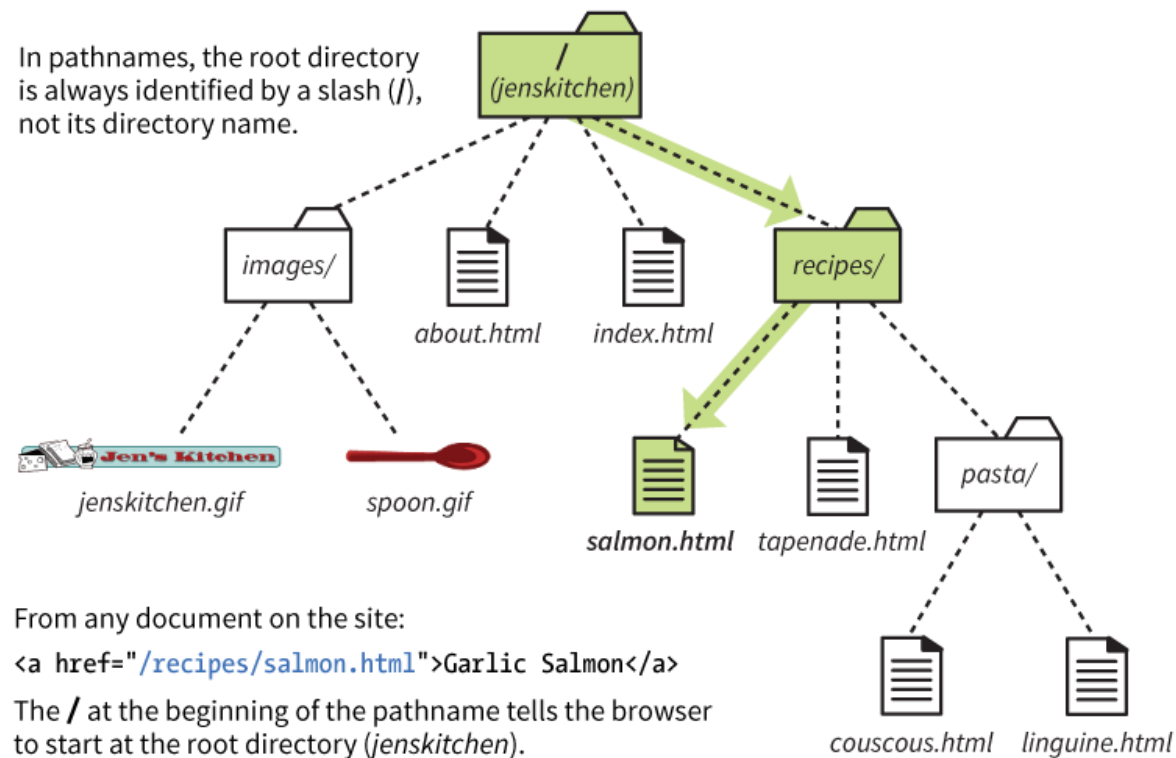 In pathnames, the root directory
is always identified by a slash (/),
not its directory name.
/
(jenskitchen)
images/
about.html
index.html
recipes/
Jen's Kitchen
jenskitchen.gif
spoon.gif
salmon.html
tapenade.html
pasta/
couscous.html
linguine.html
From any document on the site:
<a href="/recipes/salmon.html">Garlic Salmon</a>
The / at the beginning of the pathname tells the browser
to start at the root directory (jenskitchen).